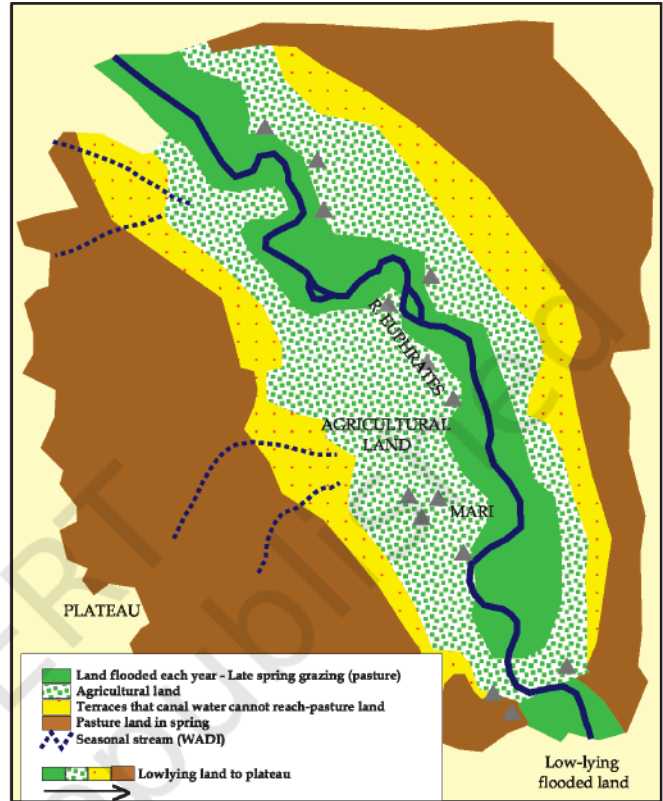 R. EUPHRATES
AGRICULTURAL
LAND
MARI
PLATEAU
Land flooded each year - Late spring grazing (pasture)
Agricultural land
Terraces that canal water cannot reach-pasture land
Pasture land in spring
Seasonal stream (WADI)
Lowlying land to plateau
Low-lying
flooded land